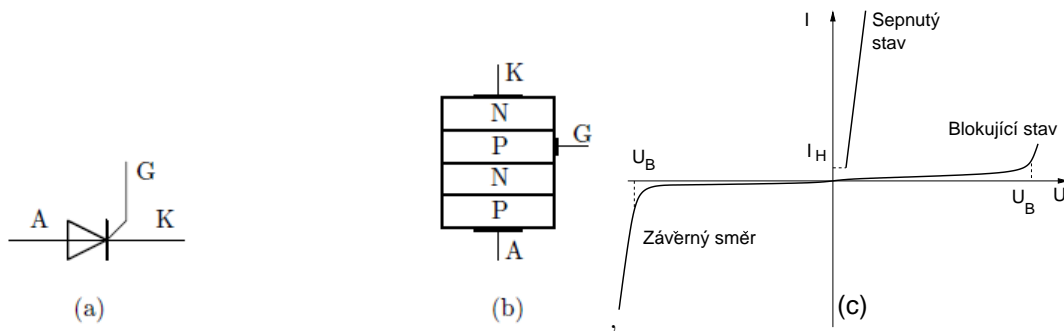 A
G
K
(a)
K
N
P
G
N
P
A
(b)
I
Sepnutý
stav
Blokující stav
I H
U B
U B
U
Závěrný směr
(c)
,